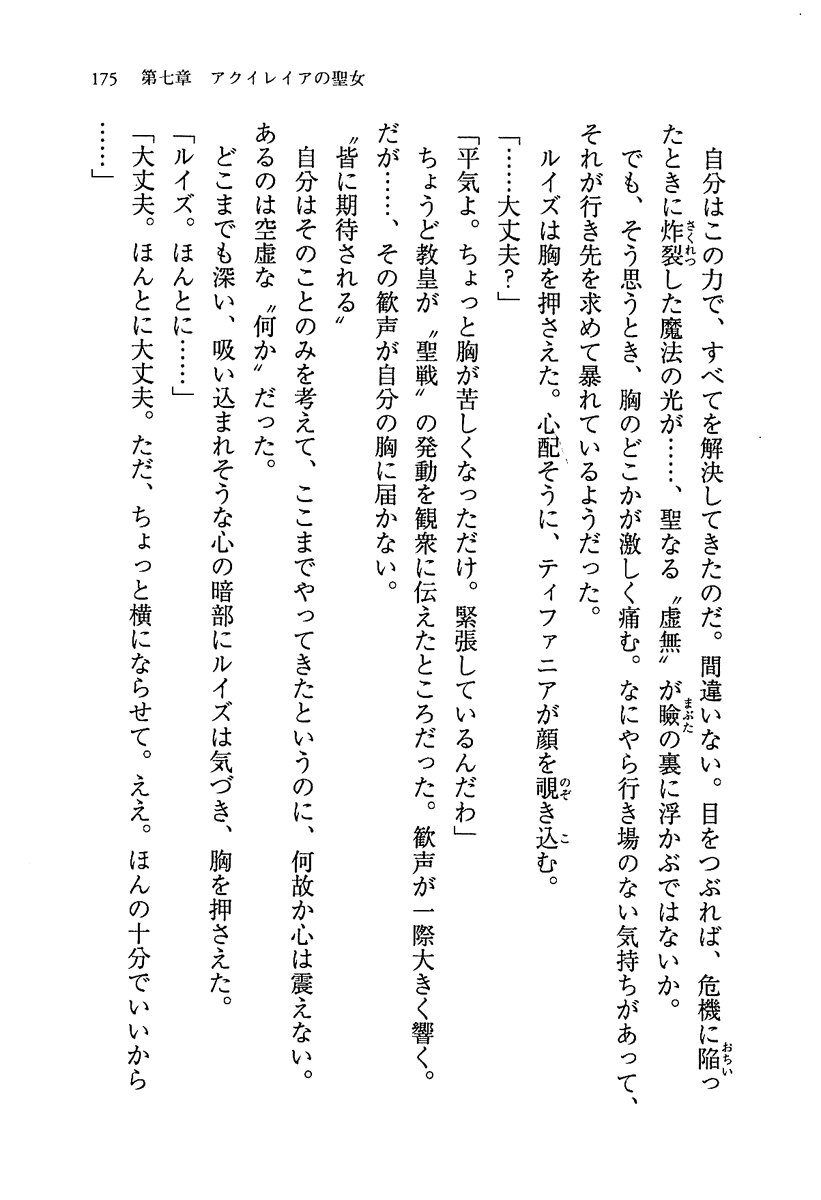 175　第七章　アクイレイアの聖女
　自分はこの力で、すべてを解決してきたのだ。間違いない。目をつぶれば、危機に陥っ
たときに炸裂した魔法の光が……、聖なる〝虚無〟が瞼の裏に浮かぶではないか。
　でも、そう思うとき、胸のどこかが激しく痛む。なにやら行き場のない気持ちがあって、
それが行き先を求めて暴れているようだった。
　ルイズは胸を押さえた。心配そうに、ティファニアが顔を覗き込む。
「……大丈夫？」
「平気よ。ちょっと胸が苦しくなっただけ。緊張しているんだわ」
　ちょうど教皇が〝聖戦〟の発動を観衆に伝えたところだった。歓声が一際大きく響く。
だが……、その歓声が自分の胸に届かない。
〝皆に期待される〟
　自分はそのことのみを考えて、ここまでやってきたというのに、何故か心は震えない。
あるのは空虚な〝何か〟だった。
　どこまでも深い、吸い込まれそうな心の暗部にルイズは気づき、胸を押さえた。
「ルイズ。ほんとに……」
「大丈夫。ほんとに大丈夫。ただ、ちょっと横にならせて。ええ。ほんの十分でいいから
……」